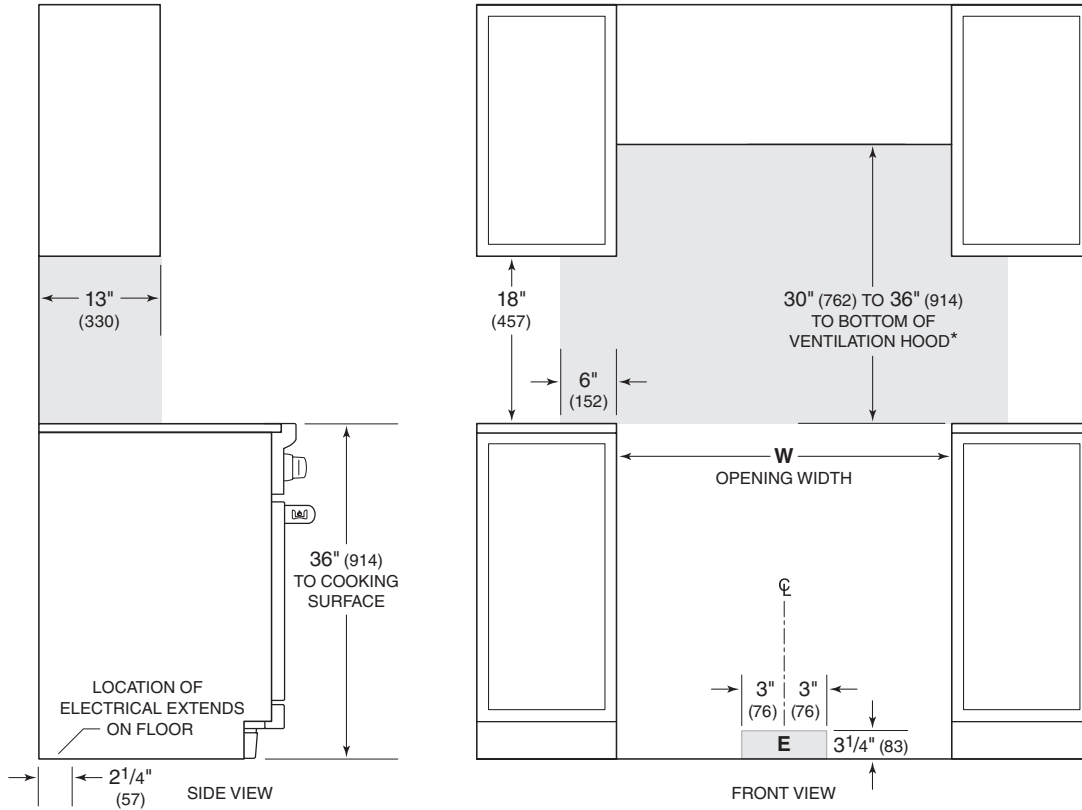 13"
(330)
18"
(457)
30" (762) TO 36" (914)
TO BOTTOM OF
VENTILATION HOOD*
6"
(152)
W
OPENING WIDTH
36" (914)
TO COOKING
SURFACE
℄
LOCATION OF
ELECTRICAL EXTENDS
ON FLOOR
3" 3"
(76) (76)
E
3 1/4" (83)
2 1/4"
(57)
SIDE VIEW
FRONT VIEW